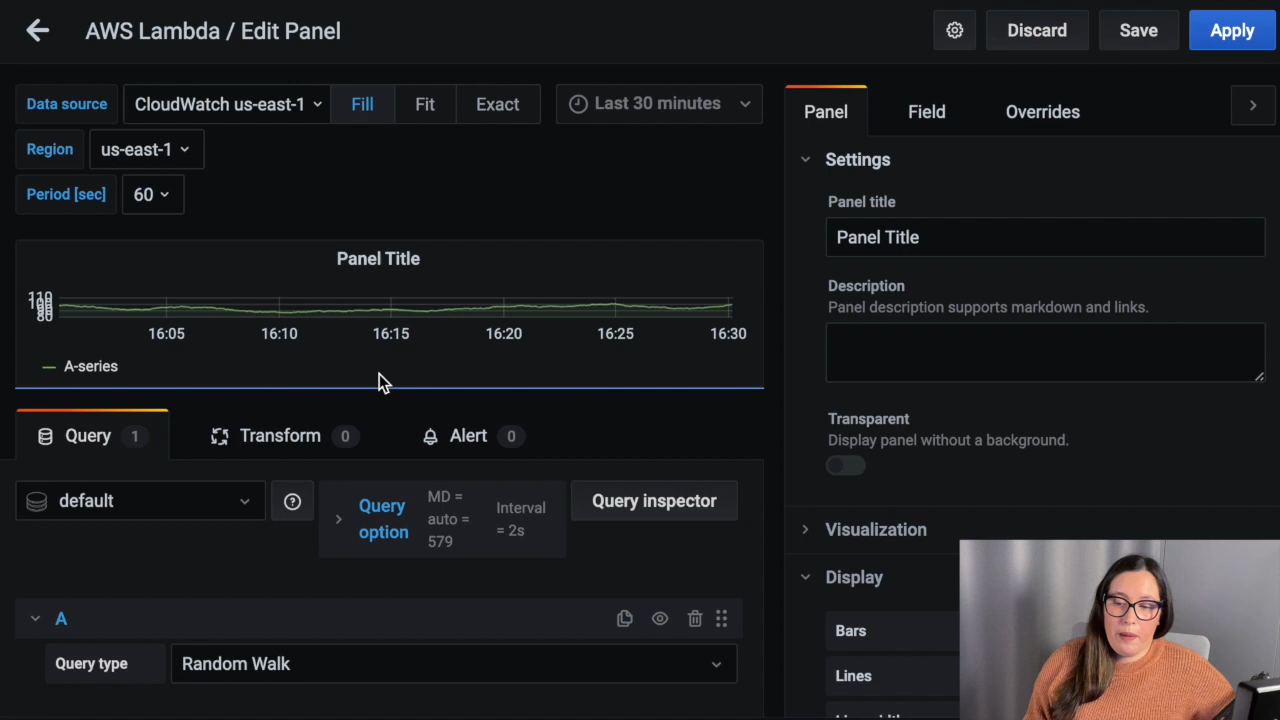 AWS Lambda / Edit Panel
Discard
Save
Apply
Data source
CloudWatch us-east-1
Fill
Fit
Exact
Last 30 minutes
Region
us-east-1
Period [sec]
60
Panel Title
110
80
16:05
16:10
16:15
16:20
16:25
16:30
A-series
Query 1
Transform 0
Alert 0
default
Query option
MD = auto = 579
Interval = 2s
Query inspector
A
Query type
Random Walk
Panel
Field
Overrides
Settings
Panel title
Panel Title
Description
Panel description supports markdown and links.
Transparent
Display panel without a background.
Visualization
Display
Bars
Lines